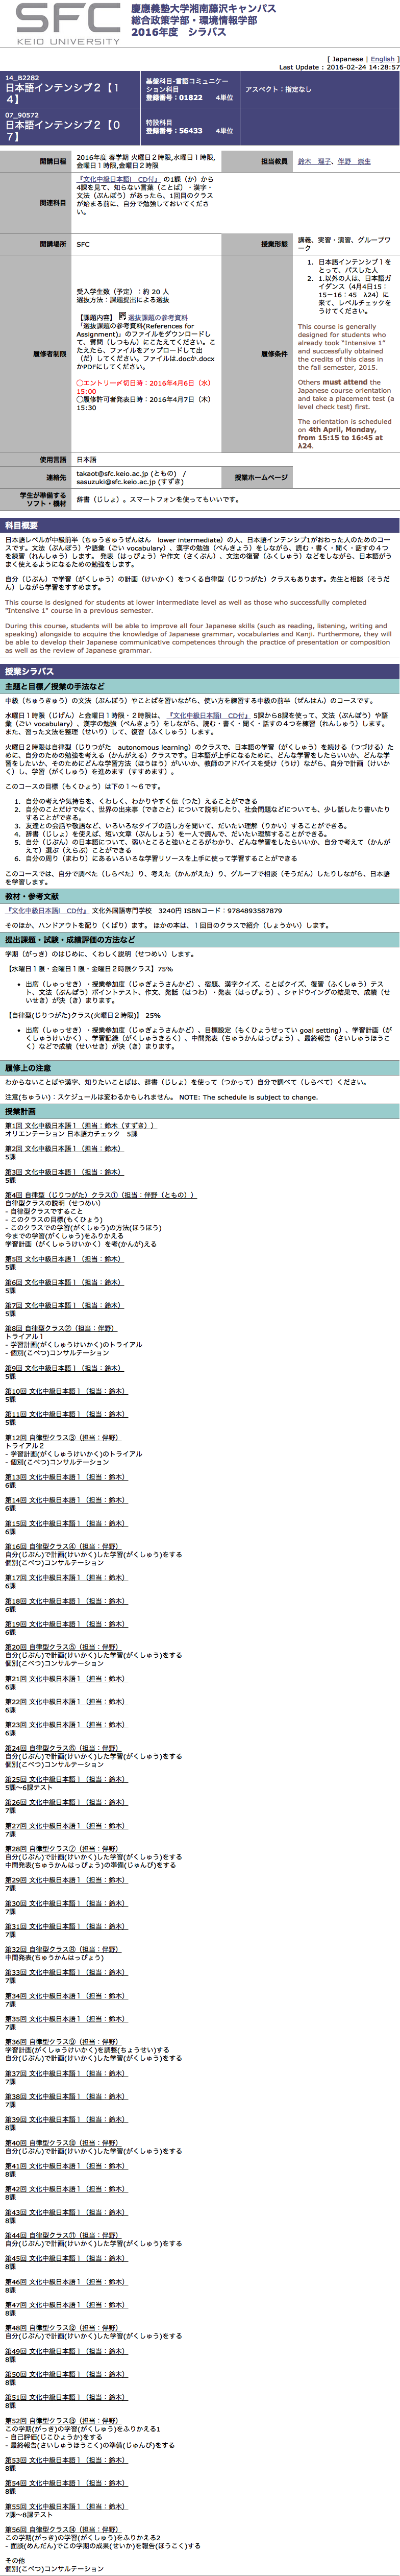 SFC
KEIO UNIVERSITY
慶應義塾大学湘南藤沢キャンパス
総合政策学部・環境情報学部
2016年度　シラバス
[ Japanese | English ]
Last Update : 2016-02-24 14:28:57
14_B2282
日本語インテンシブ２【１
４】
基盤科目-言語コミュニケー
ション科目
登録番号：01822　　4単位
アスペクト：指定なし
07_90572
日本語インテンシブ２【０
７】
特設科目
登録番号：56433　　4単位
開講日程
2016年度 春学期 火曜日２時限,水曜日１時限,
金曜日１時限,金曜日２時限
担当教員
鈴木　理子、伴野　崇生
関連科目
『文化中級日本語I　CD付』 の1課（か）から
4課を見て、知らない言葉（ことば）・漢字・
文法（ぶんぽう）があったら、1回目のクラス
が始まる前に、自分で勉強しておいてくださ
い。
開講場所
SFC
授業形態
講義、実習・演習、グループワ
ーク
履修者制限
受入学生数（予定）：約 20 人
選抜方法：課題提出による選抜
【課題内容】 選抜課題の参考資料
「選抜課題の参考資料(References for
Assignment)」のファイルをダウンロードし
て、質問（しつもん）にこたえてください。こ
たえたら、ファイルをアップロードして出
（だ）してください。ファイルは.docか.docx
かPDFにしてください。
◯エントリー〆切日時：2016年4月6日（水）
15:00
◯履修許可者発表日時：2016年4月7日（木）
15:30
履修条件
1. 日本語インテンシブ１を
とって、パスした人
2. 1.以外の人は、日本語ガ
イダンス（4月4日15：
15－16：45　λ24）に
来て、レベルチェックを
うけてください。
This course is generally
designed for students who
already took "Intensive 1"
and successfully obtained
the credits of this class in
the fall semester, 2015.
Others must attend the
Japanese course orientation
and take a placement test (a
level check test) first.
The orientation is scheduled
on 4th April, Monday,
from 15:15 to 16:45 at
λ24.
使用言語
日本語
連絡先
takaot@sfc.keio.ac.jp (ともの)　/
sasuzuki@sfc.keio.ac.jp (すずき)
授業ホームページ
学生が準備する
ソフト・機材
辞書（じしょ）。スマートフォンを使ってもいいです。
科目概要
日本語レベルが中級前半（ちゅうきゅうぜんはん　lower intermediate）の人、日本語インテンシブ1がおわった人のためのコー
スです。文法（ぶんぽう）や語彙（ごい vocabulary）、漢字の勉強（べんきょう）をしながら、読む・書く・聞く・話すの４つ
を練習（れんしゅう）します。 発表（はっぴょう）や作文（さくぶん）、文法の復習（ふくしゅう）などをしながら、日本語がう
まく使えるようになるための勉強をします。
自分（じぶん）で学習（がくしゅう）の計画（けいかく）をつくる自律型（じりつがた）クラスもあります。先生と相談（そうだ
ん）しながら学習をすすめます。
This course is designed for students at lower intermediate level as well as those who successfully completed
"Intensive 1" course in a previous semester.
During this course, students will be able to improve all four Japanese skills (such as reading, listening, writing and
speaking) alongside to acquire the knowledge of Japanese grammar, vocabularies and Kanji. Furthermore, they will
be able to develop their Japanese communicative competences through the practice of presentation or composition
as well as the review of Japanese grammar.
授業シラバス
主題と目標／授業の手法など
中級（ちゅうきゅう）の文法（ぶんぽう）やことばを習いながら、使い方を練習する中級の前半（ぜんはん）のコースです。
水曜日１時限（じげん）と金曜日１時限・２時限は、 『文化中級日本語I　CD付』 5課から8課を使って、文法（ぶんぽう）や語
彙（ごい vocabulary）、漢字の勉強（べんきょう）をしながら、読む・書く・聞く・話すの４つを練習（れんしゅう）します。
また、習った文法を整理（せいり）して、復習（ふくしゅう）します。
火曜日２時限は自律型（じりつがた　autonomous learning）のクラスで、日本語の学習（がくしゅう）を続ける（つづける）た
めに、自分のための勉強を考える（かんがえる）クラスです。日本語が上手になるために、どんな学習をしたらいいか、どんな学
習をしたいか、そのためにどんな学習方法（ほうほう）がいいか、教師のアドバイスを受け（うけ）ながら、自分で計画（けいか
く）し、学習（がくしゅう）を進めます（すすめます）。
このコースの目標（もくひょう）は下の１～６です。
1. 自分の考えや気持ちを、くわしく、わかりやすく伝（つた）えることができる
2. 自分のことだけでなく、世界の出来事（できごと）について説明したり、社会問題などについても、少し話したり書いたり
することができる。
3. 友達との会話や敬語など、いろいろなタイプの話し方を聞いて、だいたい理解（りかい）することができる。
4. 辞書（じしょ）を使えば、短い文章（ぶんしょう）を一人で読んで、だいたい理解することができる。
5. 自分（じぶん）の日本語について、弱いところと強いところがわかり、どんな学習をしたらいいか、自分で考えて（かんが
えて）選ぶ（えらぶ）ことができる
6. 自分の周り（まわり）にあるいろいろな学習リソースを上手に使って学習することができる
このコースでは、自分で調べた（しらべた）り、考えた（かんがえた）り、グループで相談（そうだん）したりしながら、日本語
を学習します。
教材・参考文献
『文化中級日本語I　CD付』 文化外国語専門学校　3240円 ISBNコード：9784893587879
そのほか、ハンドアウトを配り（くばり）ます。 ほかの本は、１回目のクラスで紹介（しょうかい）します。
提出課題・試験・成績評価の方法など
学期（がっき）のはじめに、くわしく説明（せつめい）します。
【水曜日１限・金曜日１限・金曜日２時限クラス】75%
• 出席（しゅっせき）・授業参加度（じゅぎょうさんかど）、宿題、漢字クイズ、ことばクイズ、復習（ふくしゅう）テス
ト、文法（ぶんぽう）ポイントテスト、作文、発話（はつわ）・発表（はっぴょう）、シャドウイングの結果で、成績（せ
いせき）が決（き）まります。
【自律型(じりつがた)クラス(火曜日２時限)】 25%
• 出席（しゅっせき）・授業参加度（じゅぎょうさんかど）、目標設定（もくひょうせってい goal setting）、学習計画（が
くしゅうけいかく）、学習記録（がくしゅうきろく）、中間発表（ちゅうかんはっぴょう）、最終報告（さいしゅうほうこ
く）などで成績（せいせき）が決（き）まります。
履修上の注意
わからないことばや漢字、知りたいことばは、辞書（じしょ）を使って（つかって）自分で調べて（しらべて）ください。
注意(ちゅうい)：スケジュールは変わるかもしれません。 NOTE: The schedule is subject to change.
授業計画
第1回 文化中級日本語１（担当：鈴木（すずき））
オリエンテーション 日本語力チェック　5課
第2回 文化中級日本語１（担当：鈴木）
5課
第3回 文化中級日本語１（担当：鈴木）
5課
第4回 自律型（じりつがた）クラス①（担当：伴野（ともの））
自律型クラスの説明（せつめい）
- 自律型クラスですること
- このクラスの目標(もくひょう)
- このクラスでの学習(がくしゅう)の方法(ほうほう)
今までの学習(がくしゅう)をふりかえる
学習計画（がくしゅうけいかく）を考(かんが)える
第5回 文化中級日本語１（担当：鈴木）
5課
第6回 文化中級日本語１（担当：鈴木）
5課
第7回 文化中級日本語１（担当：鈴木）
5課
第8回 自律型クラス②（担当：伴野）
トライアル１
- 学習計画(がくしゅうけいかく)のトライアル
- 個別(こべつ)コンサルテーション
第9回 文化中級日本語１（担当：鈴木）
5課
第10回 文化中級日本語１（担当：鈴木）
5課
第11回 文化中級日本語１（担当：鈴木）
5課
第12回 自律型クラス③（担当：伴野）
トライアル２
- 学習計画(がくしゅうけいかく)のトライアル
- 個別(こべつ)コンサルテーション
第13回 文化中級日本語１（担当：鈴木）
6課
第14回 文化中級日本語１（担当：鈴木）
6課
第15回 文化中級日本語１（担当：鈴木）
6課
第16回 自律型クラス④（担当：伴野）
自分(じぶん)で計画(けいかく)した学習(がくしゅう)をする
個別(こべつ)コンサルテーション
第17回 文化中級日本語１（担当：鈴木）
6課
第18回 文化中級日本語１（担当：鈴木）
6課
第19回 文化中級日本語１（担当：鈴木）
6課
第20回 自律型クラス⑤（担当：伴野）
自分(じぶん)で計画(けいかく)した学習(がくしゅう)をする
個別(こべつ)コンサルテーション
第21回 文化中級日本語１（担当：鈴木）
6課
第22回 文化中級日本語１（担当：鈴木）
6課
第23回 文化中級日本語１（担当：鈴木）
6課
第24回 自律型クラス⑥（担当：伴野）
自分(じぶん)で計画(けいかく)した学習(がくしゅう)をする
個別(こべつ)コンサルテーション
第25回 文化中級日本語１（担当：鈴木）
5課～6課テスト
第26回 文化中級日本語１（担当：鈴木）
7課
第27回 文化中級日本語１（担当：鈴木）
7課
第28回 自律型クラス⑦（担当：伴野）
自分(じぶん)で計画(けいかく)した学習(がくしゅう)をする
中間発表(ちゅうかんはっぴょう)の準備(じゅんび)をする
第29回 文化中級日本語１（担当：鈴木）
7課
第30回 文化中級日本語１（担当：鈴木）
7課
第31回 文化中級日本語１（担当：鈴木）
7課
第32回 自律型クラス⑧（担当：伴野）
中間発表(ちゅうかんはっぴょう)
第33回 文化中級日本語１（担当：鈴木）
7課
第34回 文化中級日本語１（担当：鈴木）
7課
第35回 文化中級日本語１（担当：鈴木）
7課
第36回 自律型クラス⑨（担当：伴野）
学習計画(がくしゅうけいかく)を調整(ちょうせい)する
自分(じぶん)で計画(けいかく)した学習(がくしゅう)をする
第37回 文化中級日本語１（担当：鈴木）
7課
第38回 文化中級日本語１（担当：鈴木）
7課
第39回 文化中級日本語１（担当：鈴木）
8課
第40回 自律型クラス⑩（担当：伴野）
自分(じぶん)で計画(けいかく)した学習(がくしゅう)をする
第41回 文化中級日本語１（担当：鈴木）
8課
第42回 文化中級日本語１（担当：鈴木）
8課
第43回 文化中級日本語１（担当：鈴木）
8課
第44回 自律型クラス⑪（担当：伴野）
自分(じぶん)で計画(けいかく)した学習(がくしゅう)をする
第45回 文化中級日本語１（担当：鈴木）
8課
第46回 文化中級日本語１（担当：鈴木）
8課
第47回 文化中級日本語１（担当：鈴木）
8課
第48回 自律型クラス⑫（担当：伴野）
自分(じぶん)で計画(けいかく)した学習(がくしゅう)をする
第49回 文化中級日本語１（担当：鈴木）
8課
第50回 文化中級日本語１（担当：鈴木）
8課
第51回 文化中級日本語１（担当：鈴木）
8課
第52回 自律型クラス⑬（担当：伴野）
この学期(がっき)の学習(がくしゅう)をふりかえる1
- 自己評価(じこひょうか)をする
- 最終報告(さいしゅうほうこく)の準備(じゅんび)をする
第53回 文化中級日本語１（担当：鈴木）
8課
第54回 文化中級日本語１（担当：鈴木）
8課
第55回 文化中級日本語１（担当：鈴木）
7課～8課テスト
第56回 自律型クラス⑭（担当：伴野）
この学期(がっき)の学習(がくしゅう)をふりかえる2
- 面談(めんだん)でこの学期の成果(せいか)を報告(ほうこく)する
その他
個別(こべつ)コンサルテーション